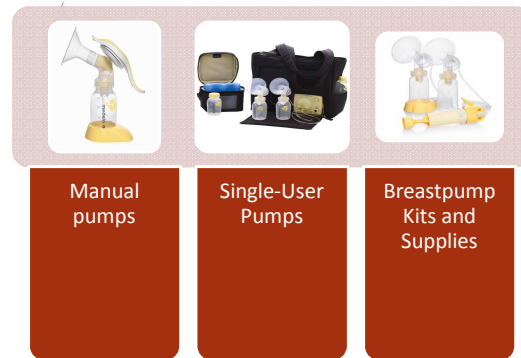 Manual
pumps
Single-User
Pumps
Breastpump
Kits and
Supplies